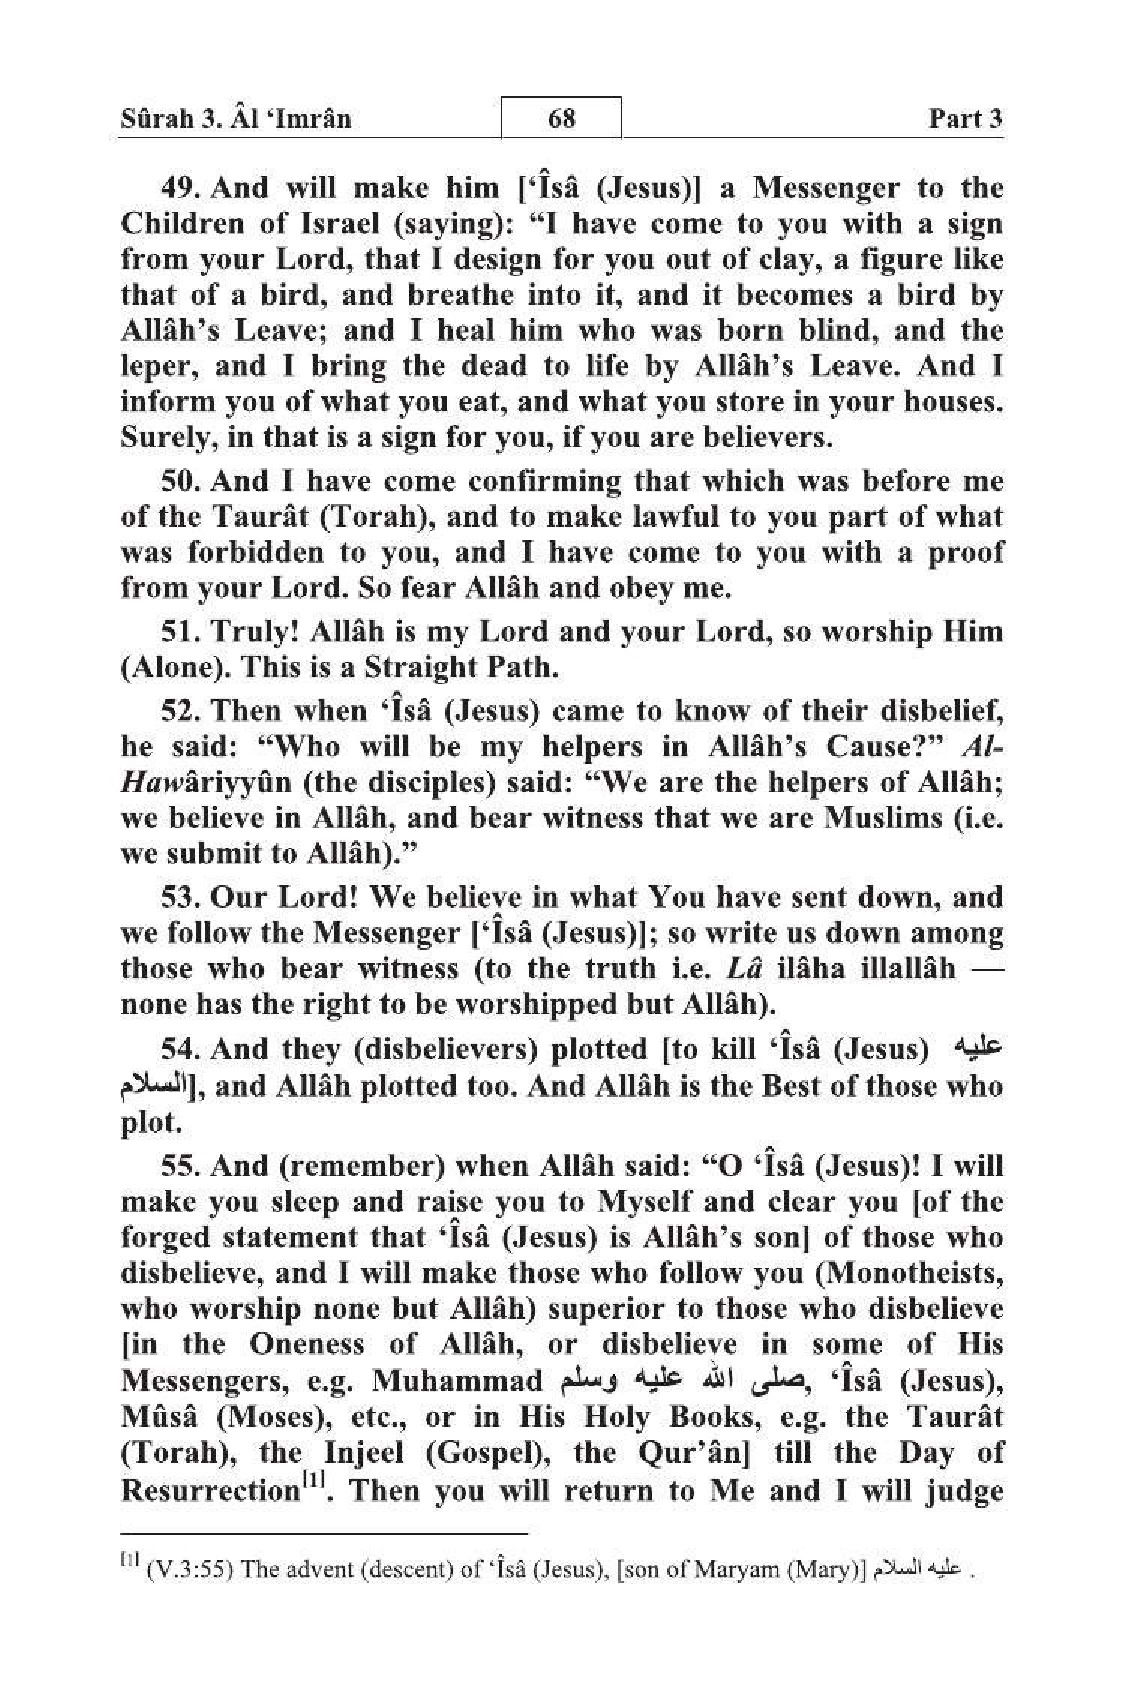 Sûrah 3. Âl ‘Imrân 68 Part 3
49. And will make him [‘Îsâ (Jesus)] a Messenger to the
Children of Israel (saying): “I have come to you with a sign
from your Lord, that I design for you out of clay, a figure like
that of a bird, and breathe into it, and it becomes a bird by
Allâh’s Leave; and I heal him who was born blind, and the
leper, and I bring the dead to life by Allâh’s Leave. And I
inform you of what you eat, and what you store in your houses.
Surely, in that is a sign for you, if you are believers.
50. And I have come confirming that which was before me
of the Taurât (Torah), and to make lawful to you part of what
was forbidden to you, and I have come to you with a proof
from your Lord. So fear Allâh and obey me.
51. Truly! Allâh is my Lord and your Lord, so worship Him
(Alone). This is a Straight Path.
52. Then when ‘Îsâ (Jesus) came to know of their disbelief,
he said: “Who will be my helpers in Allâh’s Cause?” Al-
Hawâriyyûn (the disciples) said: “We are the helpers of Allâh;
we believe in Allâh, and bear witness that we are Muslims (i.e.
we submit to Allâh).”
53. Our Lord! We believe in what You have sent down, and
we follow the Messenger [‘Îsâ (Jesus)]; so write us down among
those who bear witness (to the truth i.e. Lâ ilâha illallâh —
none has the right to be worshipped but Allâh).
54. And they (disbelievers) plotted [to kill ‘Îsâ (Jesus) عليه
السلام], and Allâh plotted too. And Allâh is the Best of those who
plot.
55. And (remember) when Allâh said: “O ‘Îsâ (Jesus)! I will
make you sleep and raise you to Myself and clear you [of the
forged statement that ‘Îsâ (Jesus) is Allâh’s son] of those who
disbelieve, and I will make those who follow you (Monotheists,
who worship none but Allâh) superior to those who disbelieve
[in the Oneness of Allâh, or disbelieve in some of His
Messengers, e.g. Muhammad صلى الله عليه وسلم, ‘Îsâ (Jesus),
Mûsâ (Moses), etc., or in His Holy Books, e.g. the Taurât
(Torah), the Injeel (Gospel), the Qur’ân] till the Day of
Resurrection[1]. Then you will return to Me and I will judge
[1] (V.3:55) The advent (descent) of ‘Îsâ (Jesus), [son of Maryam (Mary)] عليه السلام .